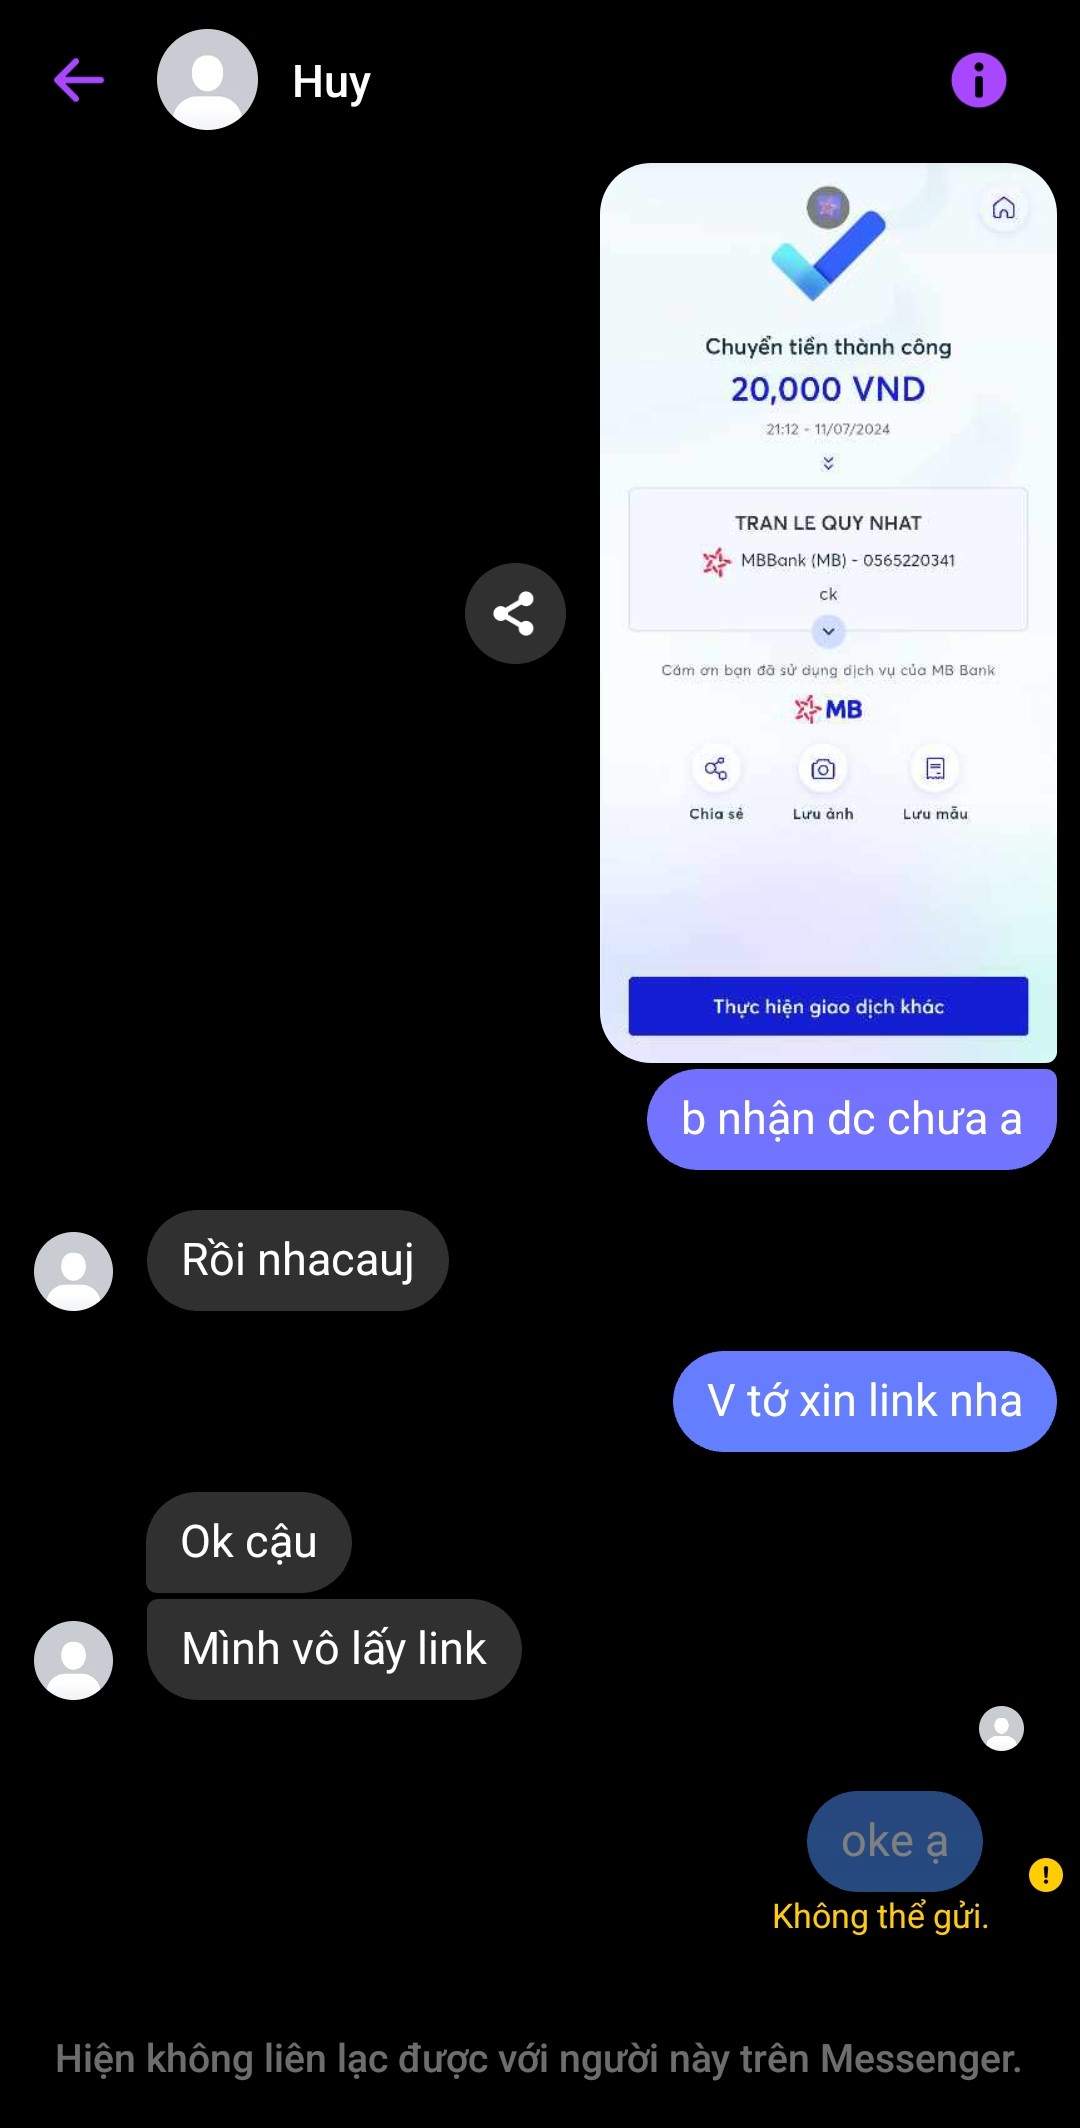 Huy
Chuyển tiền thành công
20,000 VND
21:12 - 11/07/2024
TRAN LE QUY NHAT
MBBank (MB) - 0565220341
ck
Cám ơn bạn đã sử dụng dịch vụ của MB Bank
MB
Chia sẻ Lưu ảnh Lưu mẫu
Thực hiện giao dịch khác
b nhận dc chưa a
Rồi nhacauj
V tớ xin link nha
Ok cậu
Mình vô lấy link
oke ạ
Không thể gửi.
Hiện không liên lạc được với người này trên Messenger.